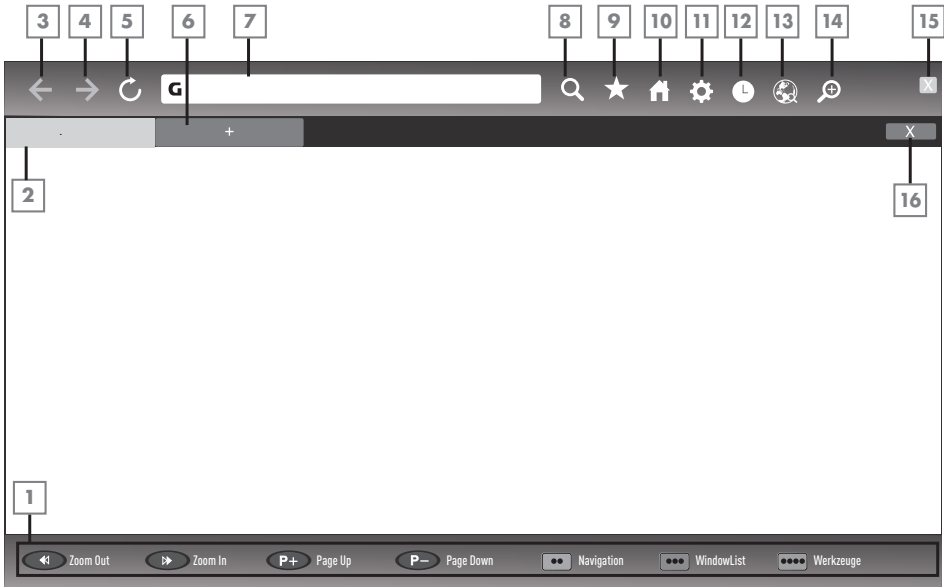 3 4 5 6 7 8 9 10 11 12 13 14 15
G X
- + X
2 16
1
Zoom Out Zoom In P+ Page Up P− Page Down Navigation WindowList Werkzeuge